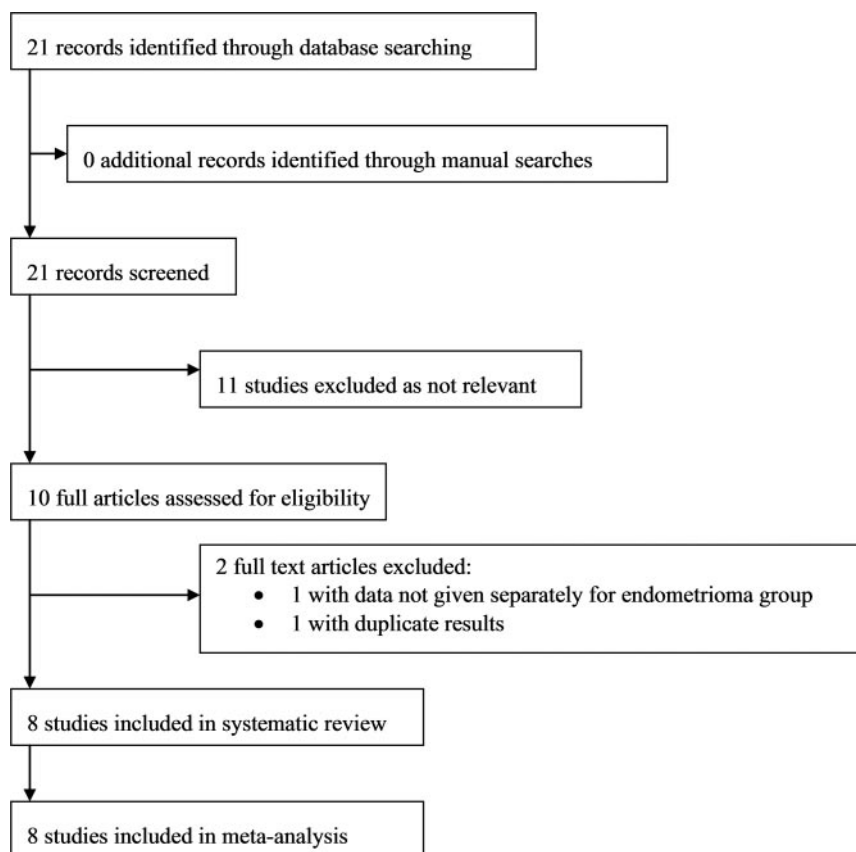 21 records identified through database searching
0 additional records identified through manual searches
21 records screened
11 studies excluded as not relevant
10 full articles assessed for eligibility
2 full text articles excluded:
• 1 with data not given separately for endometrioma group
• 1 with duplicate results
8 studies included in systematic review
8 studies included in meta-analysis